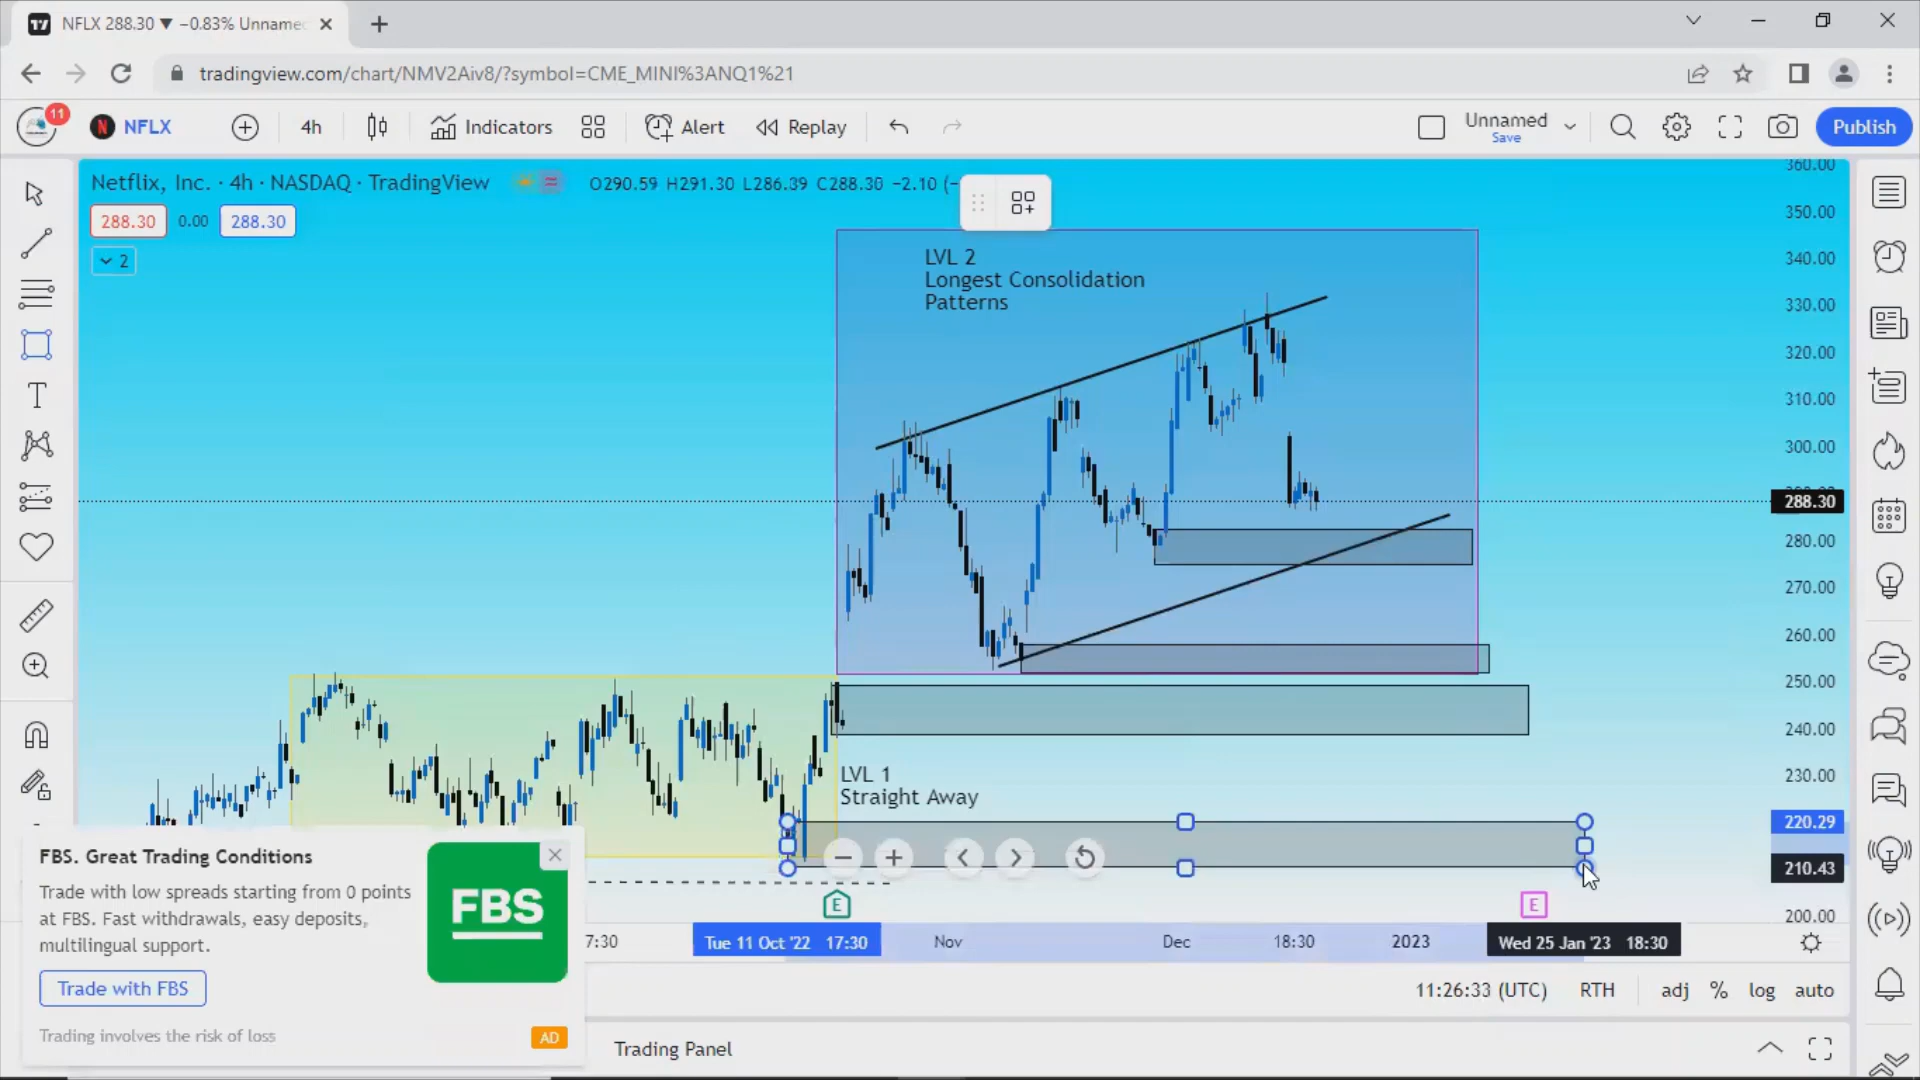 NFLX 288.30 ▼ −0.83% Unname
tradingview.com/chart/NMV2Aiv8/?symbol=CME_MINI%3ANQ1%21
11
NFLX
4h
Indicators
Alert
Replay
Unnamed
Save
Publish
Netflix, Inc. · 4h · NASDAQ · TradingView
O290.59 H291.30 L286.39 C288.30 −2.10 (−
288.30
0.00
288.30
2
LVL 2
Longest Consolidation
Patterns
LVL 1
Straight Away
360.00
350.00
340.00
330.00
320.00
310.00
300.00
288.30
280.00
270.00
260.00
250.00
240.00
230.00
220.29
210.43
200.00
E
E
FBS. Great Trading Conditions
Trade with low spreads starting from 0 points
at FBS. Fast withdrawals, easy deposits,
multilingual support.
Trade with FBS
Trading involves the risk of loss
AD
FBS
7:30
Tue 11 Oct '22 17:30
Nov
Dec
18:30
2023
Wed 25 Jan '23 18:30
11:26:33 (UTC)
RTH
adj
%
log
auto
Trading Panel